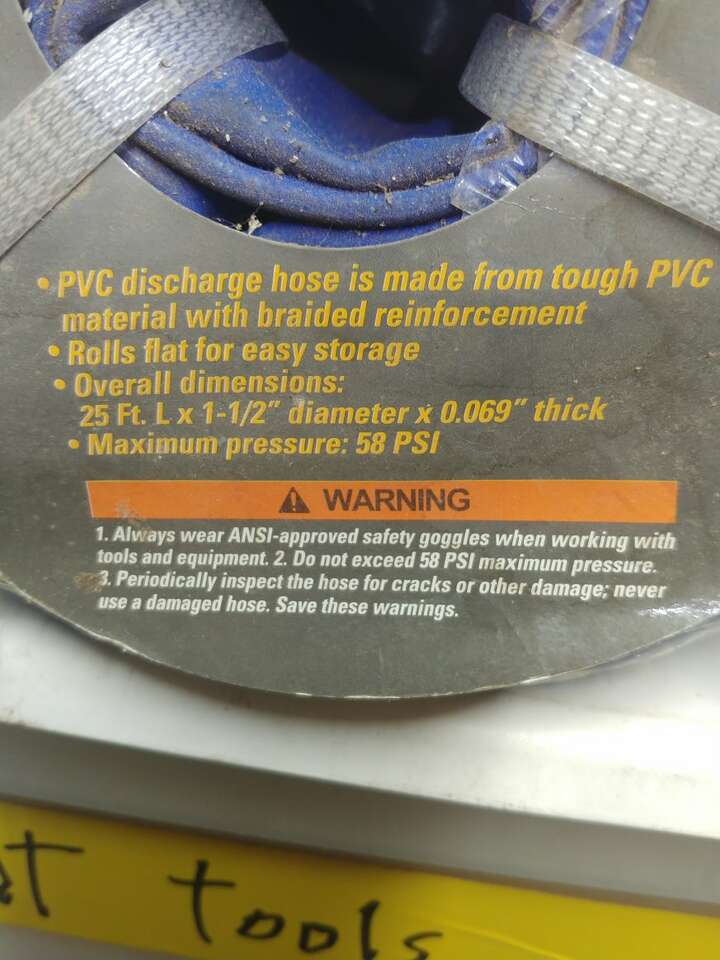 • PVC discharge hose is made from tough PVC
material with braided reinforcement
• Rolls flat for easy storage
• Overall dimensions:
25 Ft. L x 1-1/2" diameter x 0.069" thick
• Maximum pressure: 58 PSI
⚠ WARNING
1. Always wear ANSI-approved safety goggles when working with
tools and equipment. 2. Do not exceed 58 PSI maximum pressure.
3. Periodically inspect the hose for cracks or other damage; never
use a damaged hose. Save these warnings.
tools